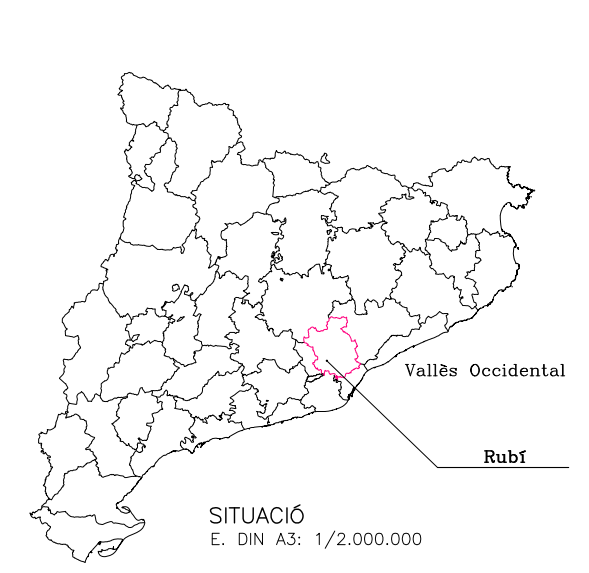 Vallès Occidental
Rubí
SITUACIÓ
E. DIN A3: 1/2.000.000